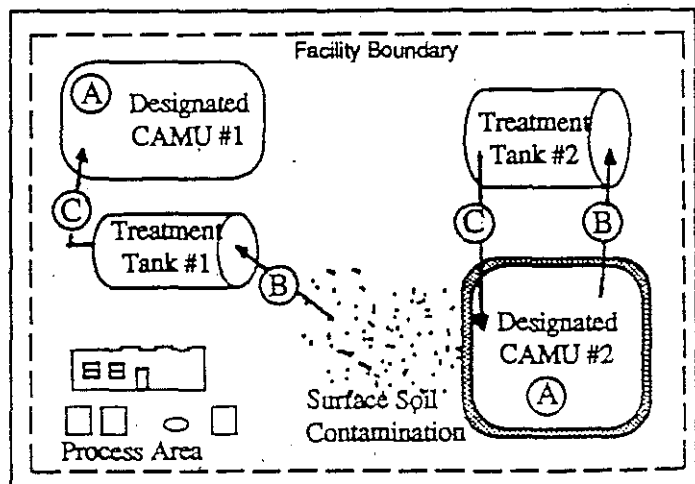 Facility Boundary
A
Designated
CAMU #1
C
Treatment
Tank #1
B
Treatment
Tank #2
C
B
Designated
CAMU #2
A
Surface Soil
Contamination
Process Area